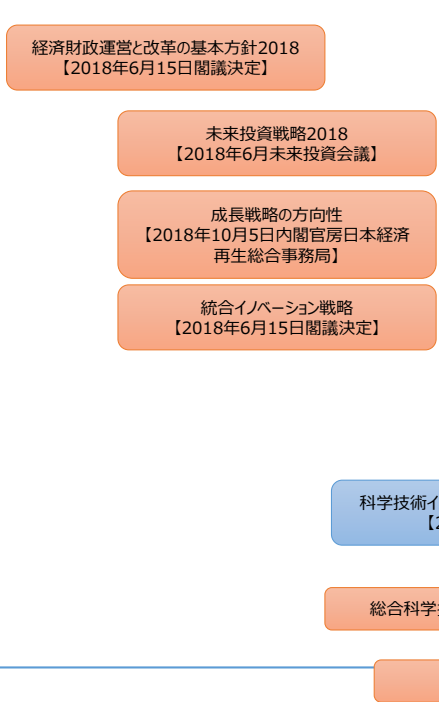 経済財政運営と改革の基本方針2018
【2018年6月15日閣議決定】
未来投資戦略2018
【2018年6月未来投資会議】
成長戦略の方向性
【2018年10月5日内閣官房日本経済
再生総合事務局】
統合イノベーション戦略
【2018年6月15日閣議決定】
科学技術イ
【2
総合科学